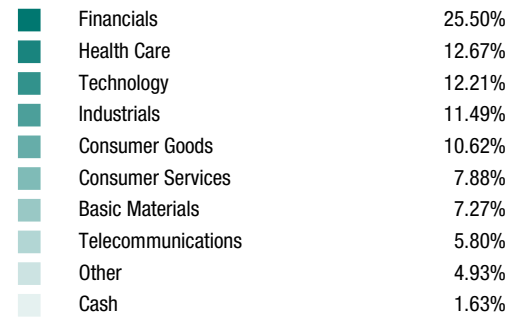 Financials 25.50%
Health Care 12.67%
Technology 12.21%
Industrials 11.49%
Consumer Goods 10.62%
Consumer Services 7.88%
Basic Materials 7.27%
Telecommunications 5.80%
Other 4.93%
Cash 1.63%